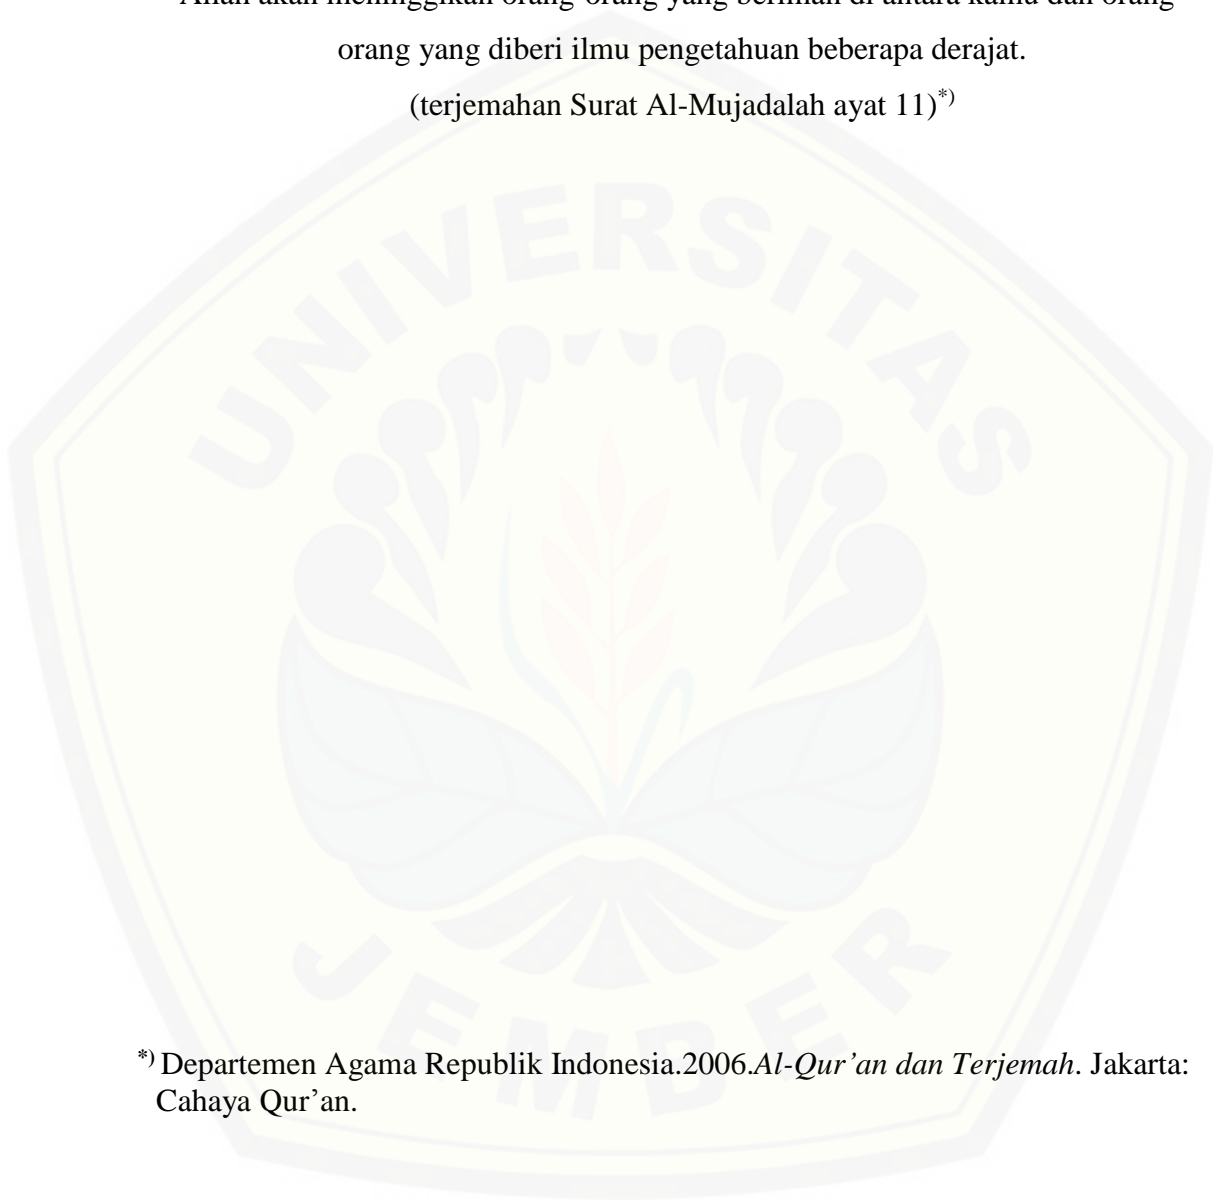 Allah akan meninggikan orang-orang yang beriman di antara kamu dan orang-
orang yang diberi ilmu pengetahuan beberapa derajat.
(terjemahan Surat Al-Mujadalah ayat 11)*)
UNIVERSITAS
JEMBER
*) Departemen Agama Republik Indonesia.2006.Al-Qur’an dan Terjemah. Jakarta:
Cahaya Qur’an.